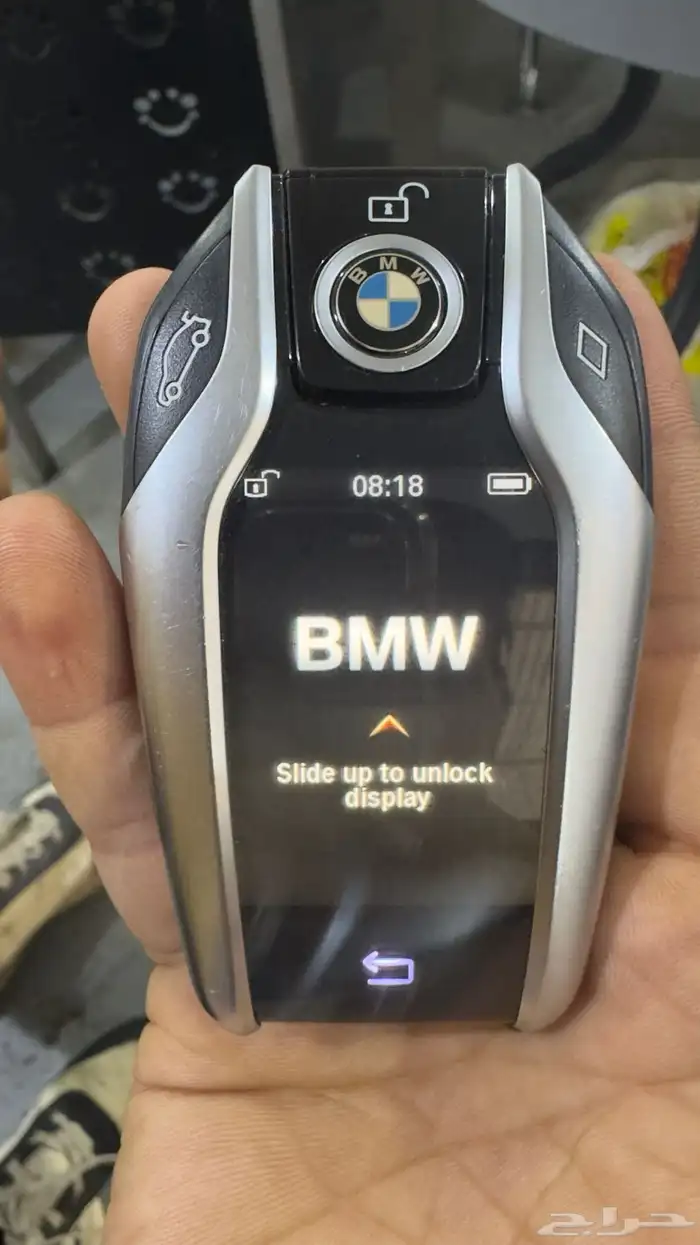 BMW
08:18
BMW
Slide up to unlock
display
حراج